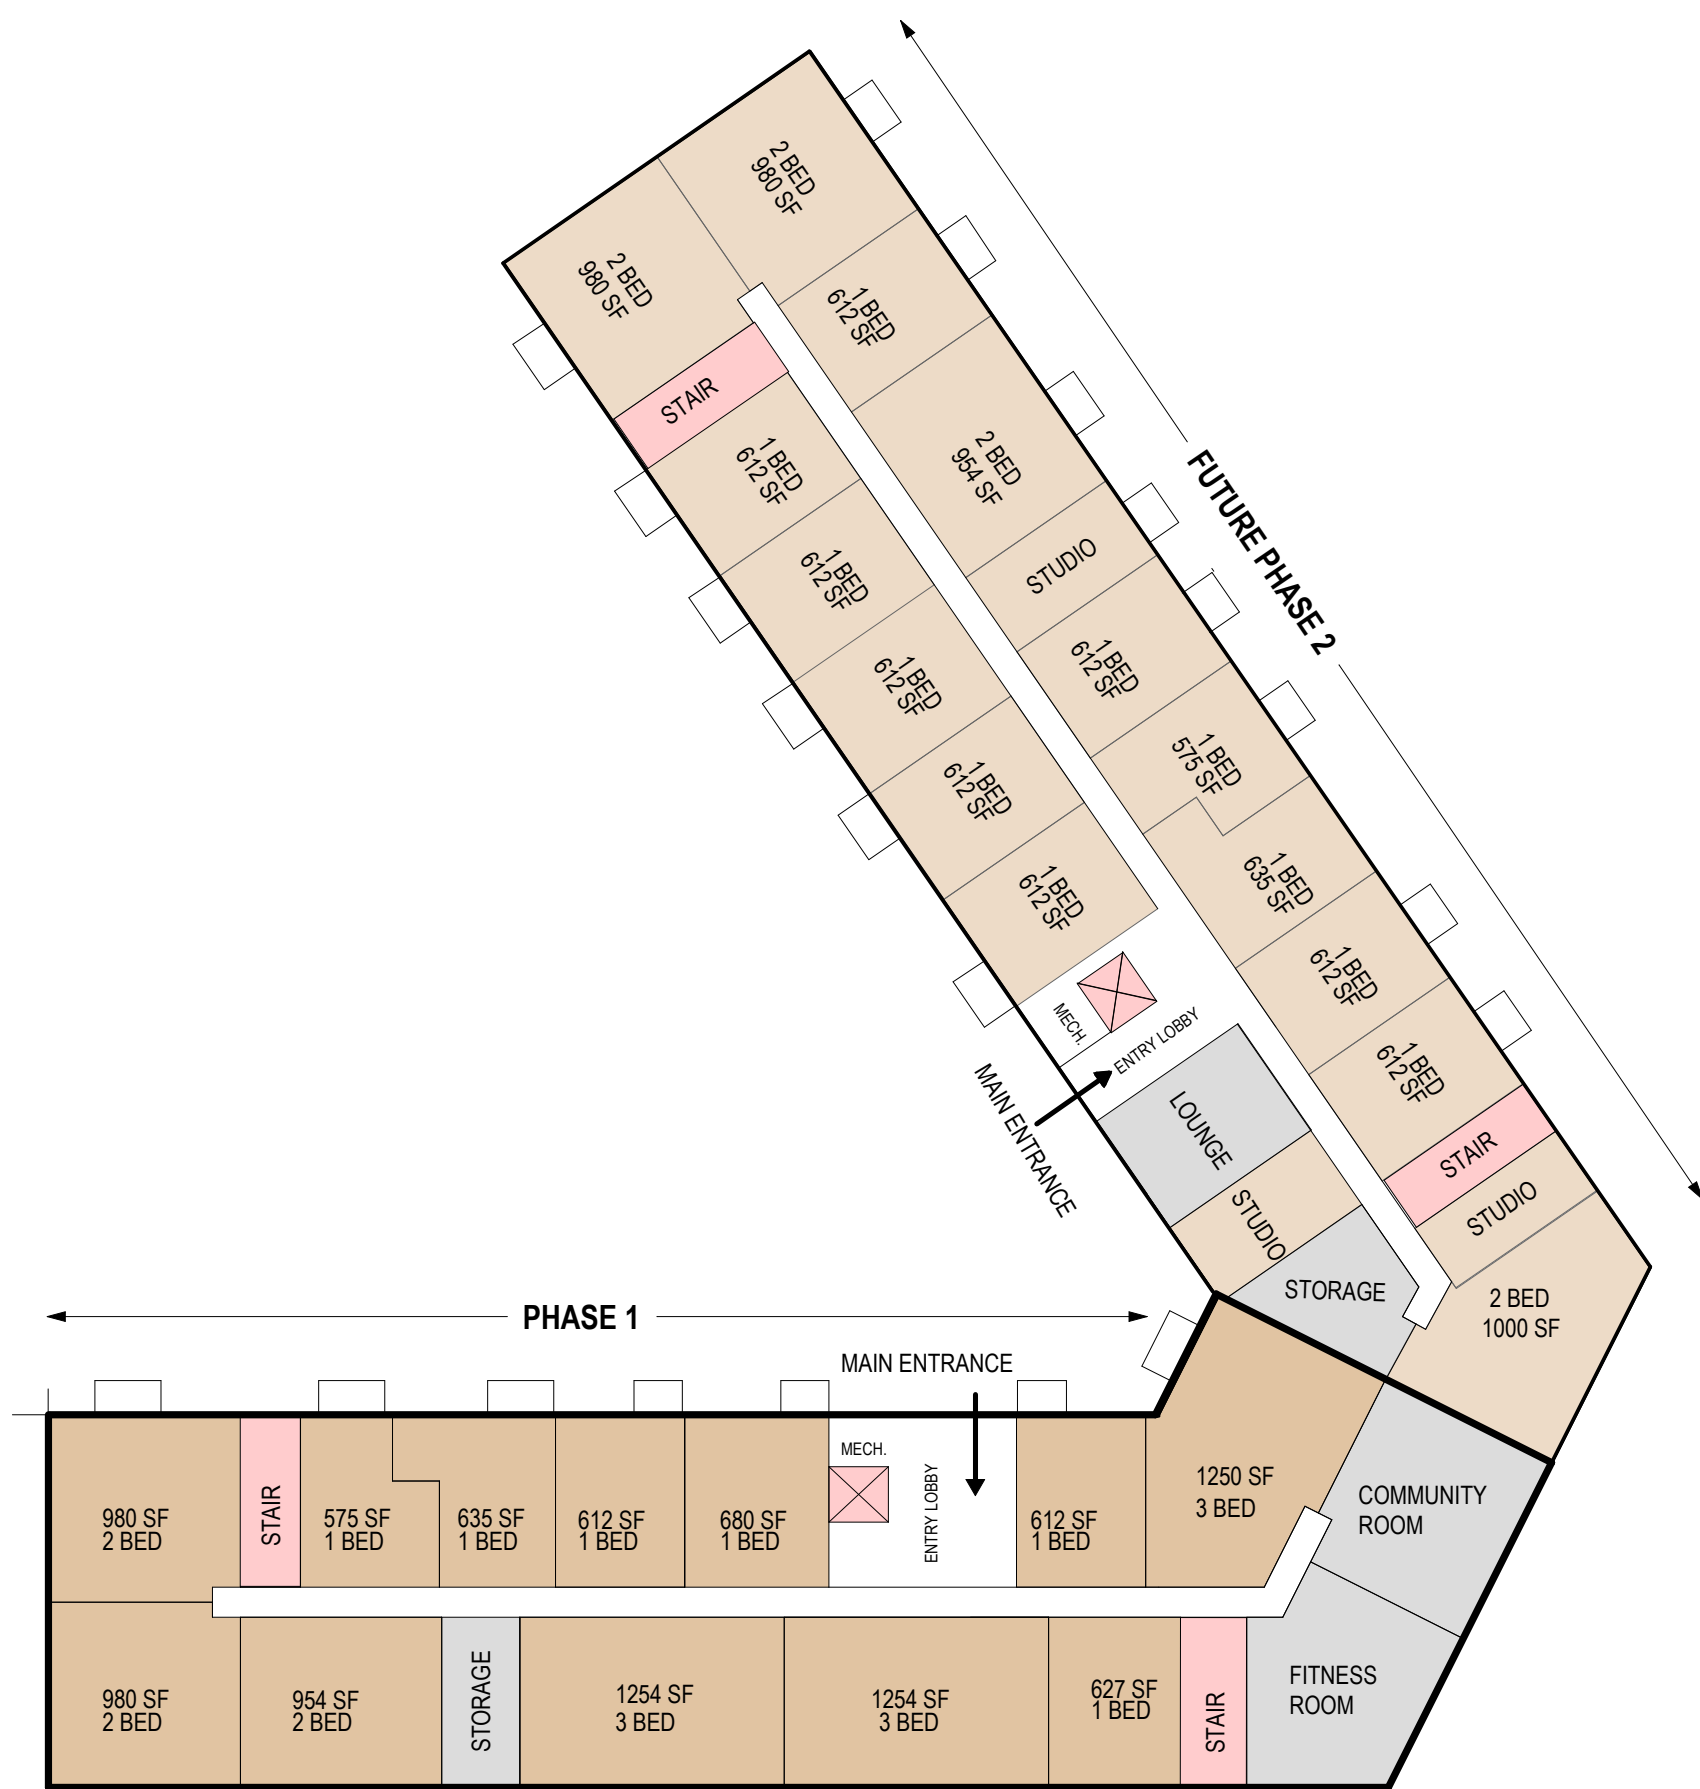 2 BED
980 SF
2 BED
980 SF
1 BED
612 SF
STAIR
2 BED
954 SF
1 BED
612 SF
STUDIO
1 BED
612 SF
FUTURE PHASE 2
1 BED
612 SF
1 BED
612 SF
1 BED
575 SF
1 BED
612 SF
1 BED
635 SF
1 BED
612 SF
1 BED
612 SF
MECH.
ENTRY LOBBY
MAIN ENTRANCE
1 BED
612 SF
LOUNGE
STAIR
STUDIO
STUDIO
STORAGE
2 BED
1000 SF
PHASE 1
MAIN ENTRANCE
980 SF
2 BED
STAIR
575 SF
1 BED
635 SF
1 BED
612 SF
1 BED
680 SF
1 BED
MECH.
ENTRY LOBBY
612 SF
1 BED
1250 SF
3 BED
COMMUNITY
ROOM
980 SF
2 BED
954 SF
2 BED
STORAGE
1254 SF
3 BED
1254 SF
3 BED
627 SF
1 BED
STAIR
FITNESS
ROOM